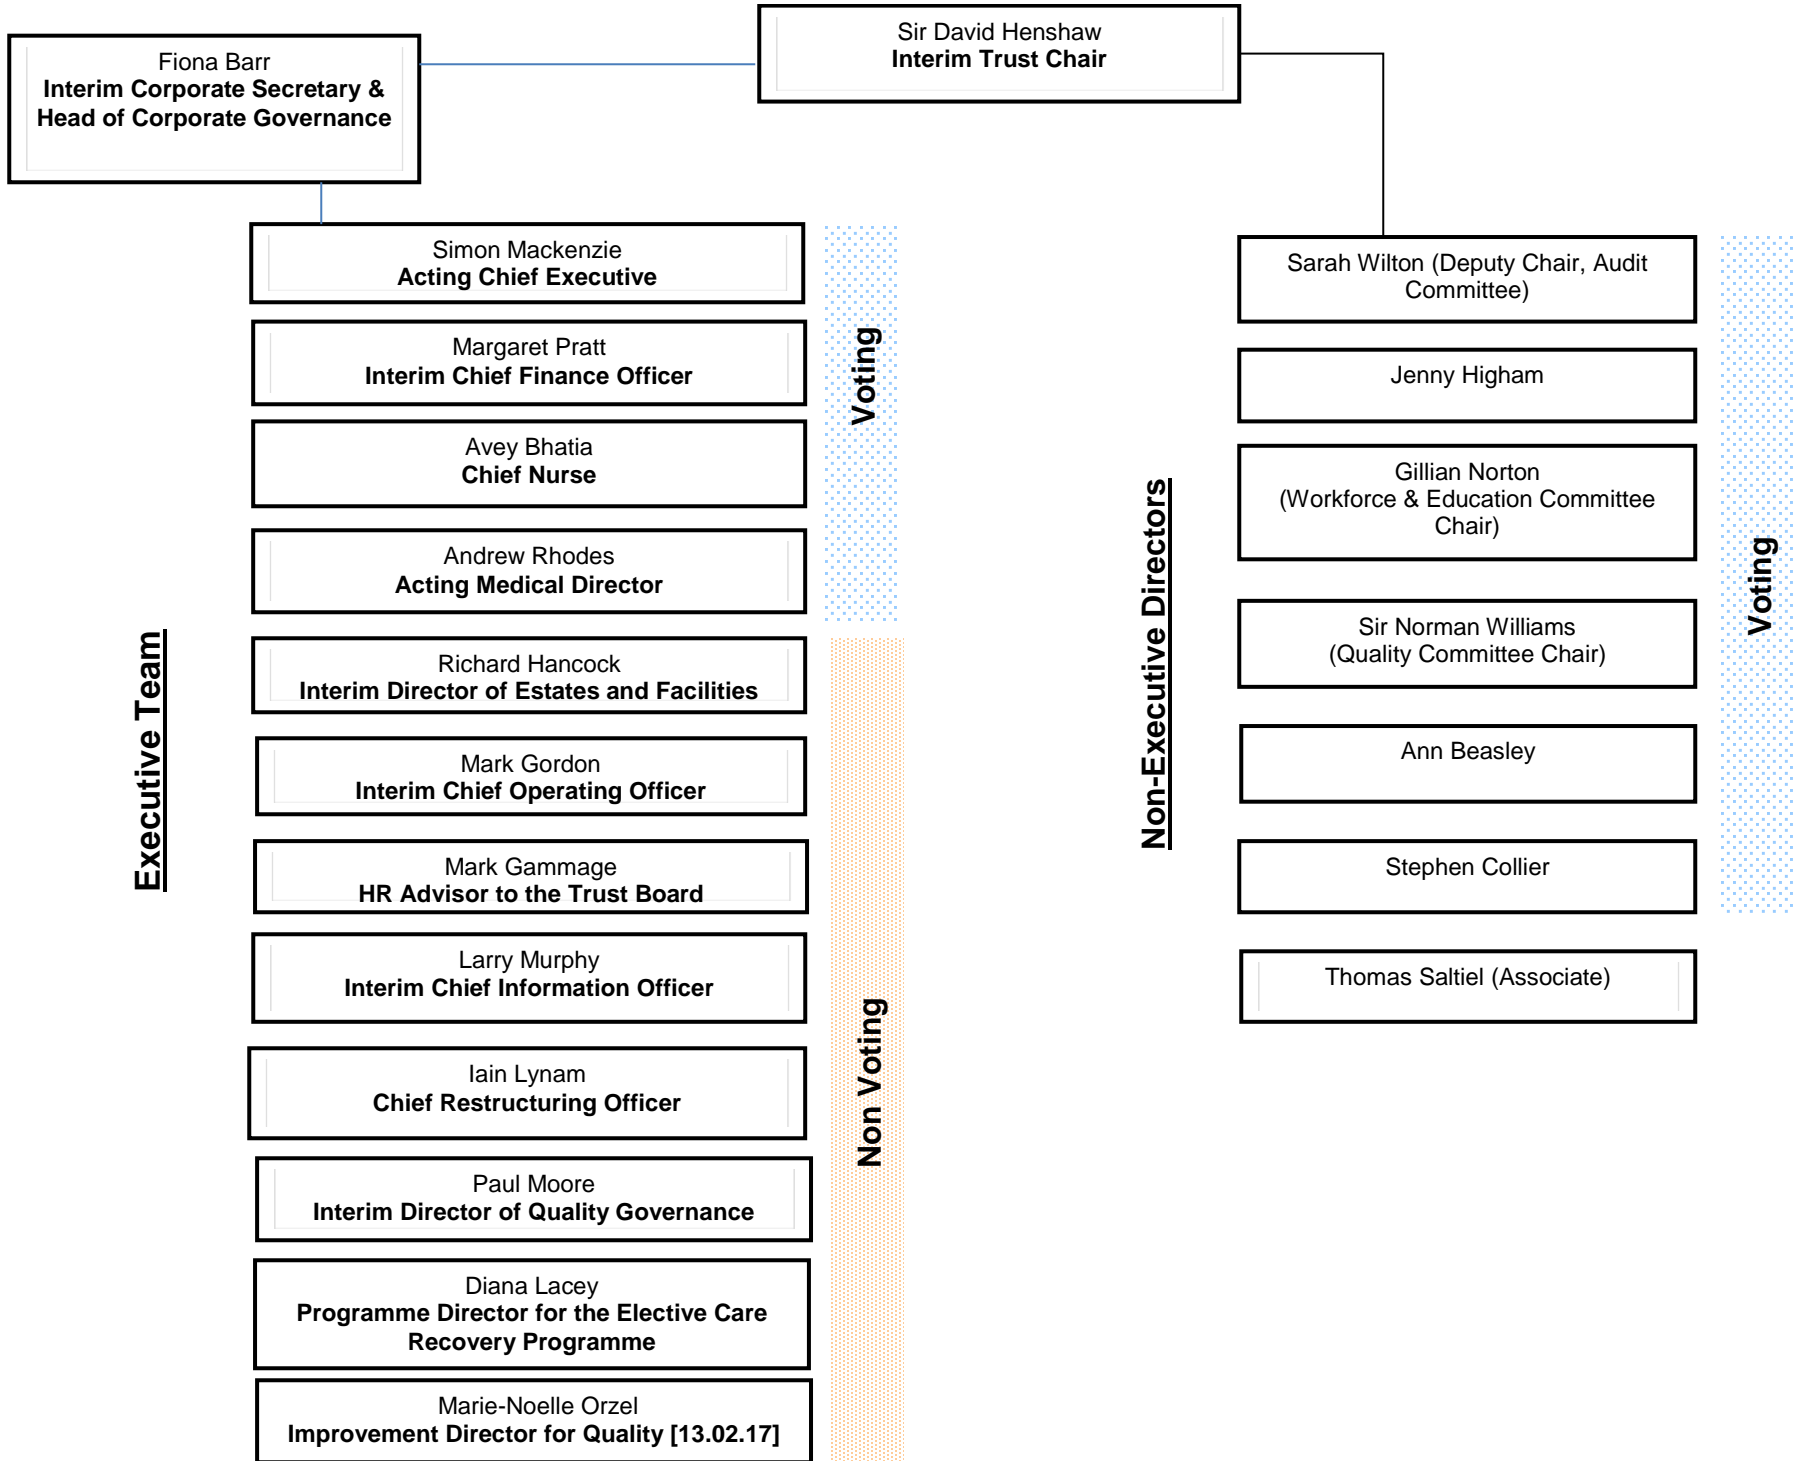 Sir David Henshaw
Interim Trust Chair
Fiona Barr
Interim Corporate Secretary &
Head of Corporate Governance
Executive Team
Simon Mackenzie
Acting Chief Executive
Margaret Pratt
Interim Chief Finance Officer
Avey Bhatia
Chief Nurse
Andrew Rhodes
Acting Medical Director
Voting
Richard Hancock
Interim Director of Estates and Facilities
Mark Gordon
Interim Chief Operating Officer
Mark Gammage
HR Advisor to the Trust Board
Larry Murphy
Interim Chief Information Officer
Iain Lynam
Chief Restructuring Officer
Paul Moore
Interim Director of Quality Governance
Diana Lacey
Programme Director for the Elective Care
Recovery Programme
Marie-Noelle Orzel
Improvement Director for Quality [13.02.17]
Non Voting
Non-Executive Directors
Sarah Wilton (Deputy Chair, Audit
Committee)
Jenny Higham
Gillian Norton
(Workforce & Education Committee
Chair)
Sir Norman Williams
(Quality Committee Chair)
Ann Beasley
Stephen Collier
Thomas Saltiel (Associate)
Voting